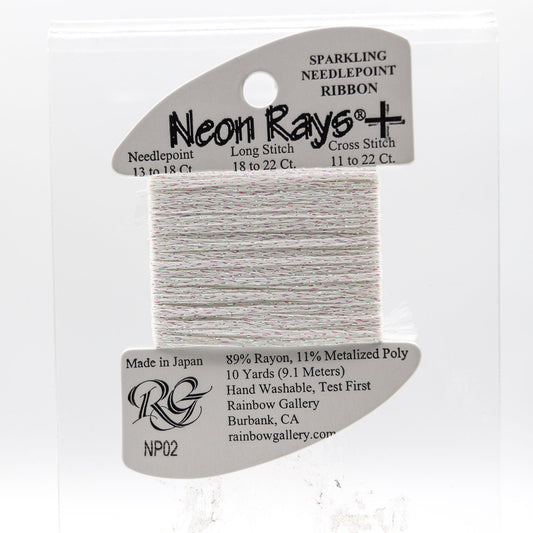 SPARKLING
NEEDLEPOINT
RIBBON
Neon Rays®+
Needlepoint Long Stitch Cross Stitch
13 to 18 Ct. 18 to 22 Ct. 11 to 22 Ct.
Made in Japan
RG
NP02
89% Rayon, 11% Metalized Poly
10 Yards (9.1 Meters)
Hand Washable, Test First
Rainbow Gallery
Burbank, CA
rainbowgallery.com